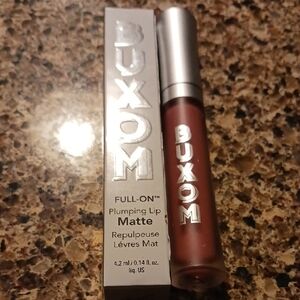 BUXOM
FULL-ON™
Plumping Lip
Matte
Repulpeuse
Lèvres Mat
4.2 ml / 0.14 fl. oz.
liq. US
BUXOM